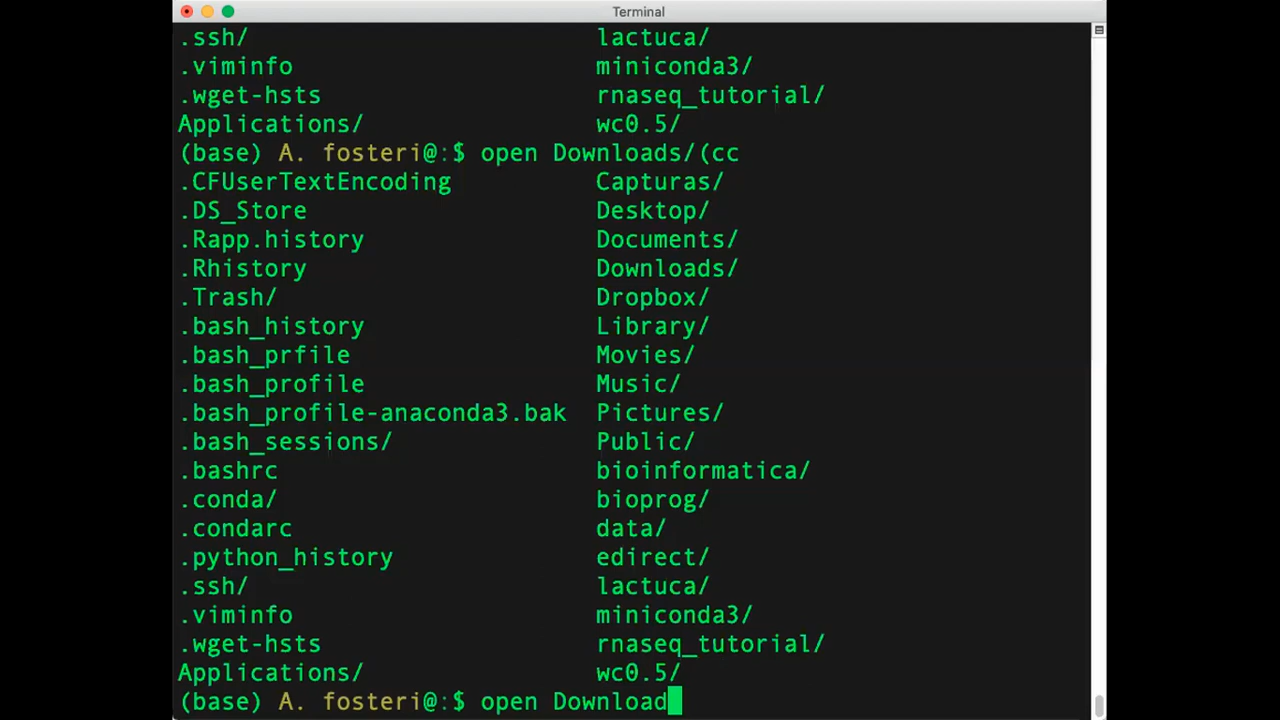 Terminal
.ssh/ lactuca/
.viminfo miniconda3/
.wget-hsts rnaseq_tutorial/
Applications/ wc0.5/
(base) A. fosteri@:$ open Downloads/(cc
.CFUserTextEncoding Capturas/
.DS_Store Desktop/
.Rapp.history Documents/
.Rhistory Downloads/
.Trash/ Dropbox/
.bash_history Library/
.bash_prfile Movies/
.bash_profile Music/
.bash_profile-anaconda3.bak Pictures/
.bash_sessions/ Public/
.bashrc bioinformatica/
.conda/ bioprog/
.condarc data/
.python_history edirect/
.ssh/ lactuca/
.viminfo miniconda3/
.wget-hsts rnaseq_tutorial/
Applications/ wc0.5/
(base) A. fosteri@:$ open Download